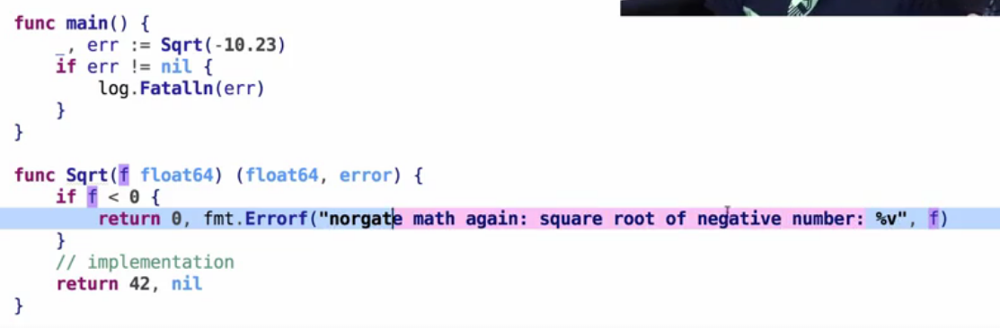 func main() {
_, err := Sqrt(-10.23)
if err != nil {
log.Fatalln(err)
}
}
func Sqrt(f float64) (float64, error) {
if f < 0 {
return 0, fmt.Errorf("norgate math again: square root of negative number: %v", f)
}
// implementation
return 42, nil
}